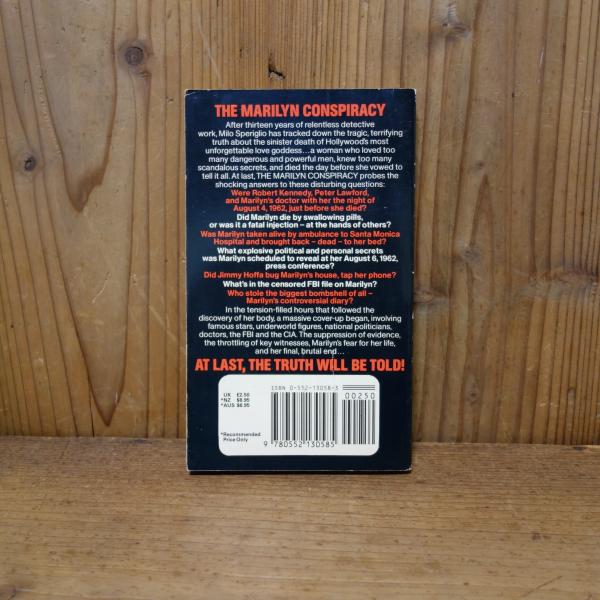 THE MARILYN CONSPIRACY
After thirteen years of relentless detective
work, Milo Speriglio has tracked down the tragic, terrifying
truth about the sinister death of Hollywood's most
unforgettable love goddess...a woman who loved too
many dangerous and powerful men, knew too many
scandalous secrets, and died the day before she vowed to
tell it all. At last, THE MARILYN CONSPIRACY probes the
shocking answers to these disturbing questions:
Were Robert Kennedy, Peter Lawford,
and Marilyn's doctor with her the night of
August 4, 1962, just before she died?
Did Marilyn die by swallowing pills,
or was it a fatal injection – at the hands of others?
Was Marilyn taken alive by ambulance to Santa Monica
Hospital and brought back – dead – to her bed?
What explosive political and personal secrets
was Marilyn scheduled to reveal at her August 6, 1962,
press conference?
Did Jimmy Hoffa bug Marilyn's house, tap her phone?
What's in the censored FBI file on Marilyn?
Who stole the biggest bombshell of all –
Marilyn's controversial diary?
In the tension-filled hours that followed the
discovery of her body, a massive cover-up began, involving
famous stars, underworld figures, national politicians,
doctors, the FBI and the CIA. The suppression of evidence,
the throttling of key witnesses, Marilyn's fear for her life,
and her final, brutal end...
AT LAST, THE TRUTH WILL BE TOLD!
UK £2.50
*NZ $8.95
*AUS $6.95
*Recommended
Price Only
ISBN 0-552-13058-3
00250
9 780552 130585